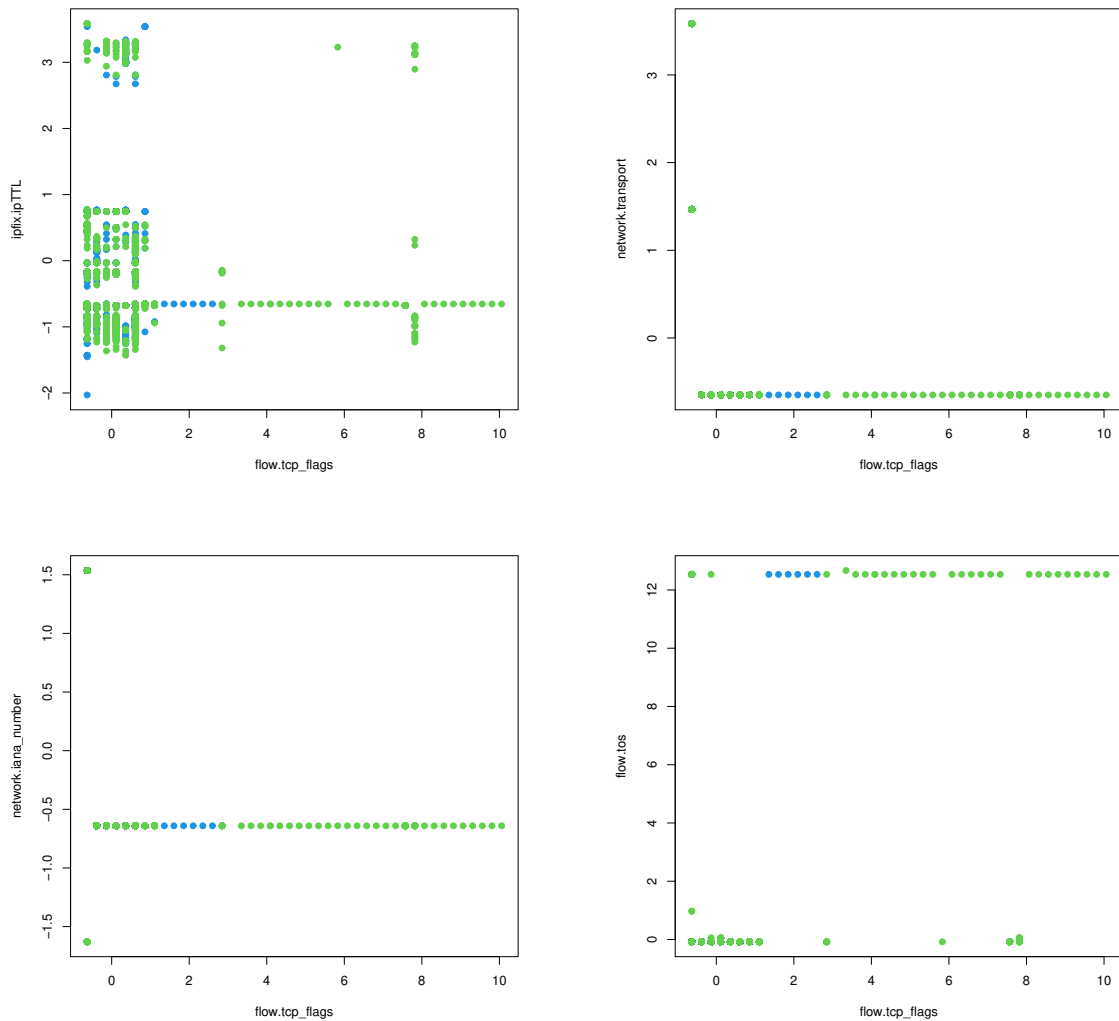 3
2
1
0
−1
−2
ipfix.ipTTL
0 2 4 6 8 10
flow.tcp_flags
3
2
1
0
network.transport
0 2 4 6 8 10
flow.tcp_flags
1.5
1.0
0.5
0.0
−0.5
−1.0
−1.5
network.iana_number
0 2 4 6 8 10
flow.tcp_flags
12
10
8
6
4
2
0
flow.tos
0 2 4 6 8 10
flow.tcp_flags